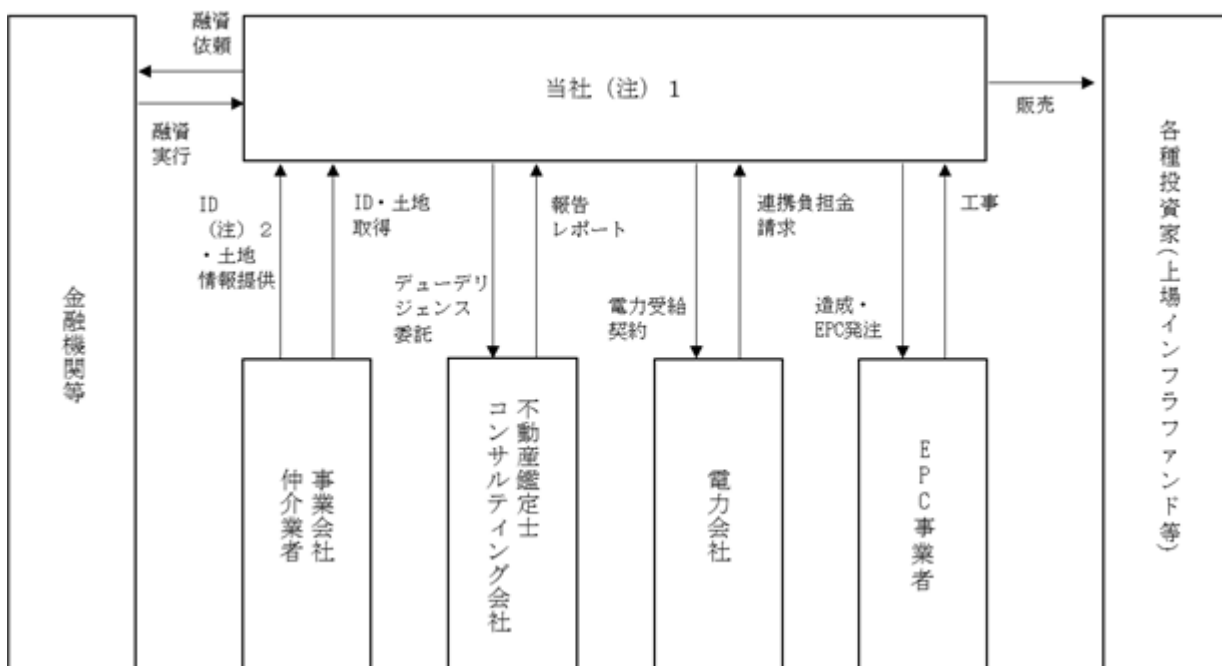 融資
依頼
融資
実行
当社（注）１
販売
ID
（注）２
・土地
情報提供
ID・土地
取得
デューデリ
ジェンス
委託
報告
レポート
電力受給
契約
連携負担金
請求
造成・
EPC発注
工事
金融機関等
事業会社
仲介業者
不動産鑑定士
コンサルティング会社
電力会社
ＥＰＣ事業者
各種投資家(上場インフラファンド等)